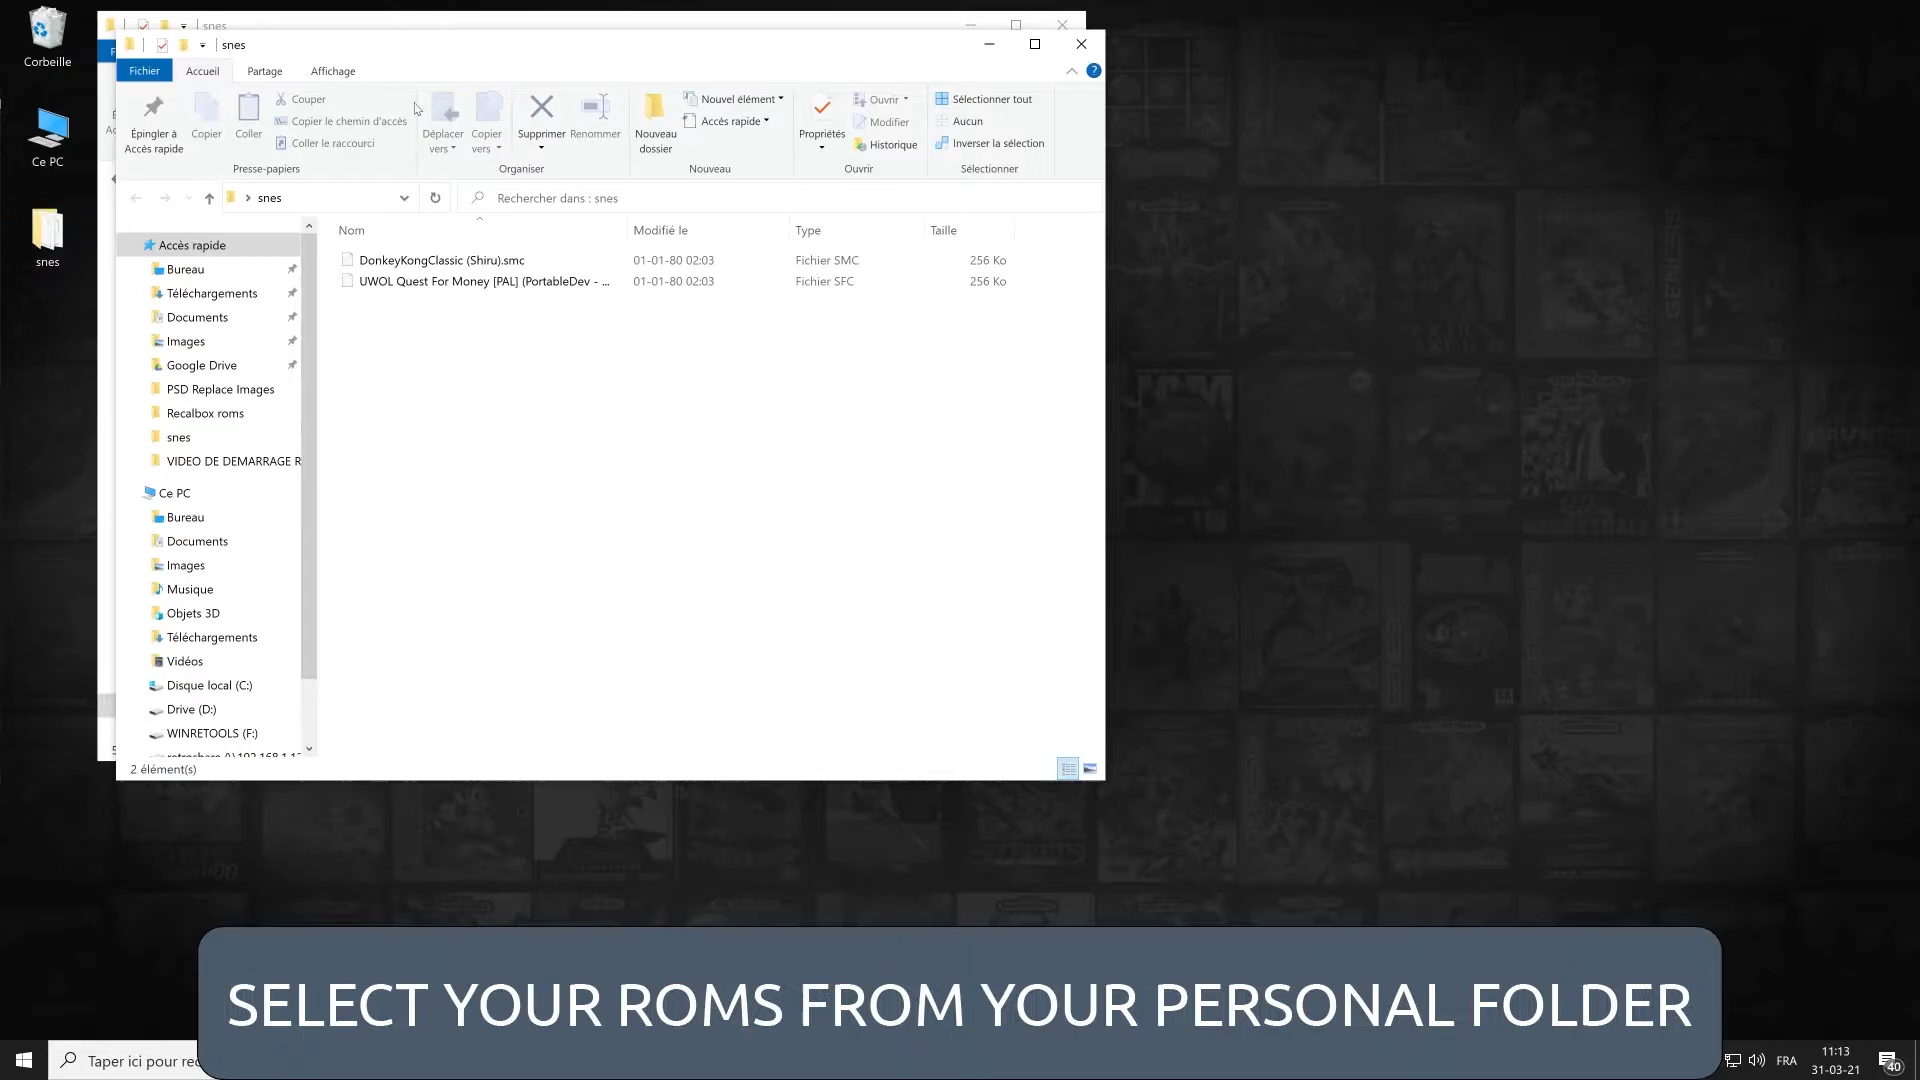 Corbeille
Ce PC
snes
snes
snes
Fichier
Accueil
Partage
Affichage
?
Épingler à
Accès rapide
Copier
Coller
Couper
Copier le chemin d'accès
Coller le raccourci
Presse-papiers
Déplacer
vers
Copier
vers
Supprimer
Renommer
Organiser
Nouveau
dossier
Nouvel élément
Accès rapide
Nouveau
Propriétés
Ouvrir
Modifier
Historique
Ouvrir
Sélectionner tout
Aucun
Inverser la sélection
Sélectionner
snes
Rechercher dans : snes
Nom
Modifié le
Type
Taille
DonkeyKongClassic (Shiru).smc
01-01-80 02:03
Fichier SMC
256 Ko
UWOL Quest For Money [PAL] (PortableDev - ...
01-01-80 02:03
Fichier SFC
256 Ko
Accès rapide
Bureau
Téléchargements
Documents
Images
Google Drive
PSD Replace Images
Recalbox roms
snes
VIDEO DE DEMARRAGE R
Ce PC
Bureau
Documents
Images
Musique
Objets 3D
Téléchargements
Vidéos
Disque local (C:)
Drive (D:)
WINRETOOLS (F:)
2 élément(s)
SELECT YOUR ROMS FROM YOUR PERSONAL FOLDER
Taper ici pour rec
FRA
11:13
31-03-21
40